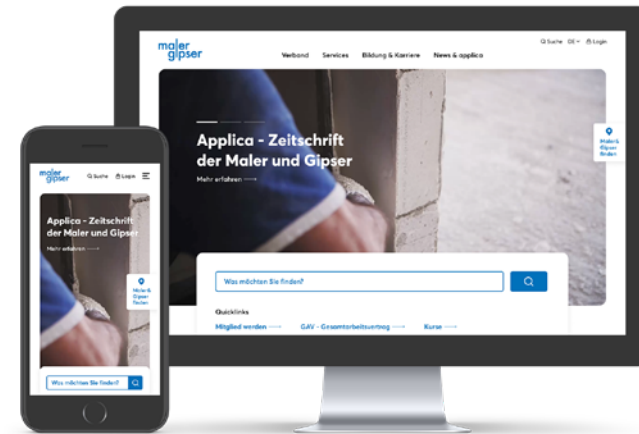 maler
gipser
Suche DE Login
Verband Services Bildung & Karriere News & applica
Applica - Zeitschrift
der Maler und Gipser
Mehr erfahren
Maler&
Gipser
finden
Was möchten Sie finden?
Quicklinks
Mitglied werden GAV - Gesamtarbeitsvertrag Kurse
maler
gipser
Suche Login
Applica - Zeitschrift
der Maler und Gipser
Mehr erfahren
Maler&
Gipser
finden
Was möchten Sie finden?